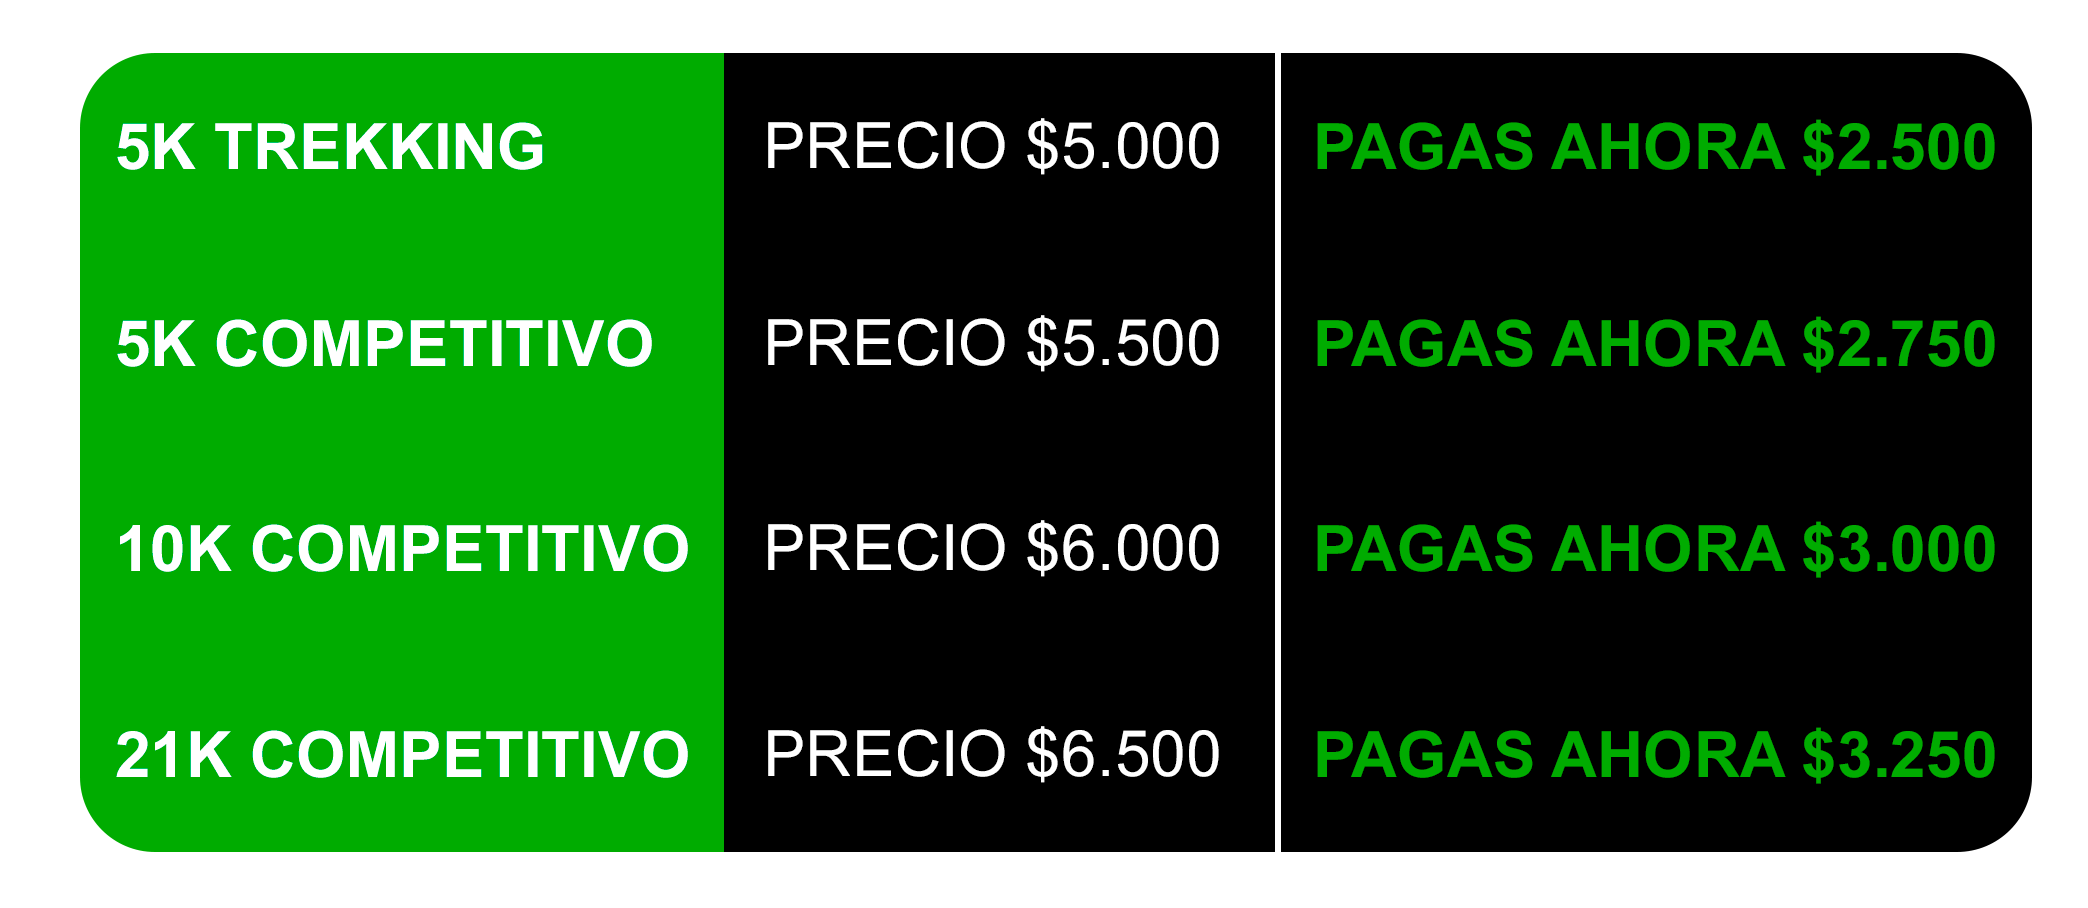 5K TREKKING PRECIO $5.000 PAGAS AHORA $2.500
5K COMPETITIVO PRECIO $5.500 PAGAS AHORA $2.750
10K COMPETITIVO PRECIO $6.000 PAGAS AHORA $3.000
21K COMPETITIVO PRECIO $6.500 PAGAS AHORA $3.250